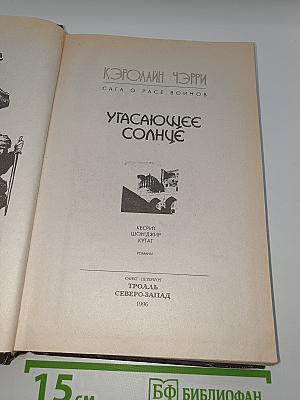 КЭРОЛАЙН ЧЭРРИ
САГА О РАСЕ ВОИНОВ
УГАСАЮЩЕЕ
СОЛНЦЕ
КЕСРИТ
ШОН'ДЖИР
КУТАТ
РОМАНЫ
САНКТ-ПЕТЕРБУРГ
ТРОЛЛЬ
СЕВЕРО-ЗАПАД
1996
15 см
БФ БИБЛИОФАН